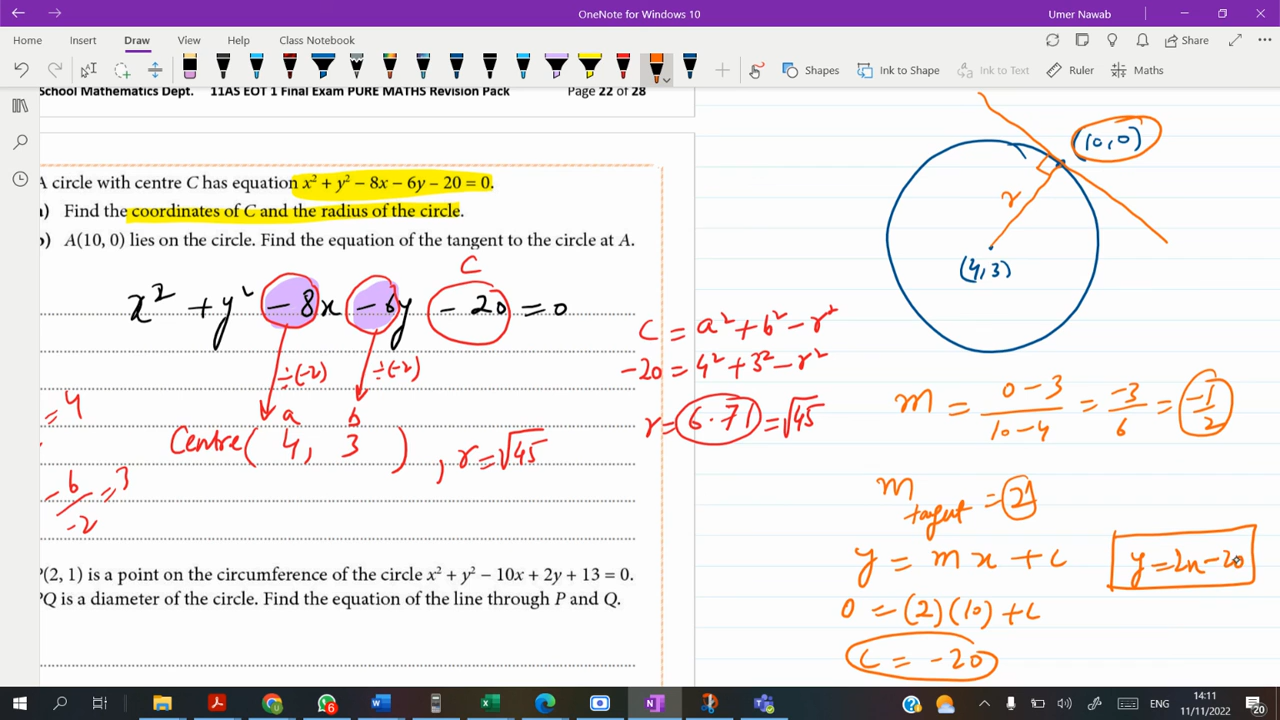 OneNote for Windows 10
Umer Nawab
Home Insert Draw View Help Class Notebook
Share
Shapes Ink to Shape Ink to Text Ruler Maths
School Mathematics Dept. 11AS EOT 1 Final Exam PURE MATHS Revision Pack Page 22 of 28
A circle with centre C has equation x² + y² − 8x − 6y − 20 = 0.
a) Find the coordinates of C and the radius of the circle.
b) A(10, 0) lies on the circle. Find the equation of the tangent to the circle at A.
C
x² + y² − 8x − 6y − 20 = 0
÷(-2) ÷(-2)
a b
Centre( 4, 3 ) , r = √45
= 4
-6/-2 = 3
C = a² + b² − r²
-20 = 4² + 3² − r²
r = 6.71 = √45
P(2, 1) is a point on the circumference of the circle x² + y² − 10x + 2y + 13 = 0.
PQ is a diameter of the circle. Find the equation of the line through P and Q.
(10, 0)
r
(4, 3)
m = 0 − 3 / 10 − 4 = -3 / 6 = -1 / 2
m tangent = 2
y = mx + c
0 = (2)(10) + c
c = -20
y = 2x − 20
ENG
14:11
11/11/2022
20